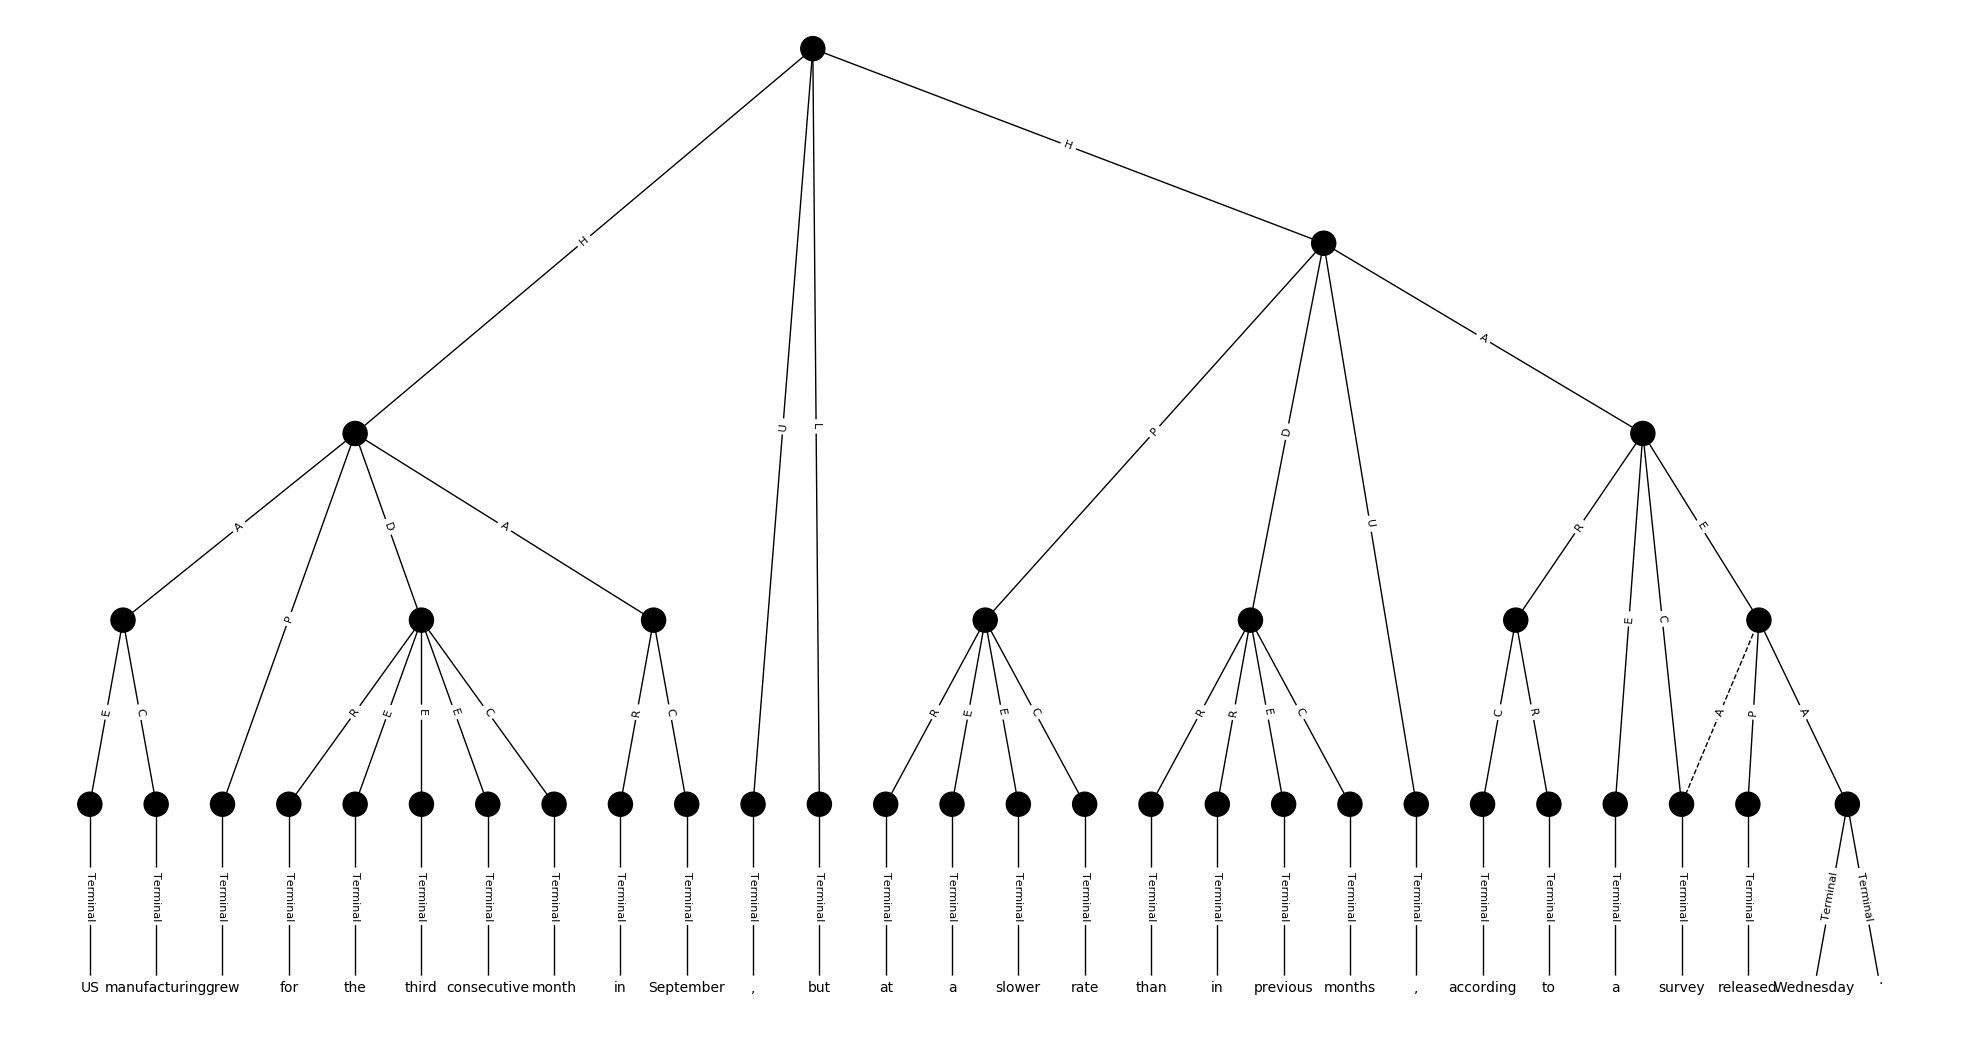 H
H
A
H
U L P D
A P D A U R E C E
P E C
E C R E E E C R C R E E C R R E C C R A P A
Terminal Terminal Terminal Terminal Terminal Terminal Terminal Terminal Terminal Terminal Terminal Terminal Terminal Terminal Terminal Terminal Terminal Terminal Terminal Terminal Terminal Terminal Terminal Terminal Terminal Terminal Terminal Terminal
US manufacturing grew for the third consecutive month in September , but at a slower rate than in previous months , according to a survey released Wednesday .